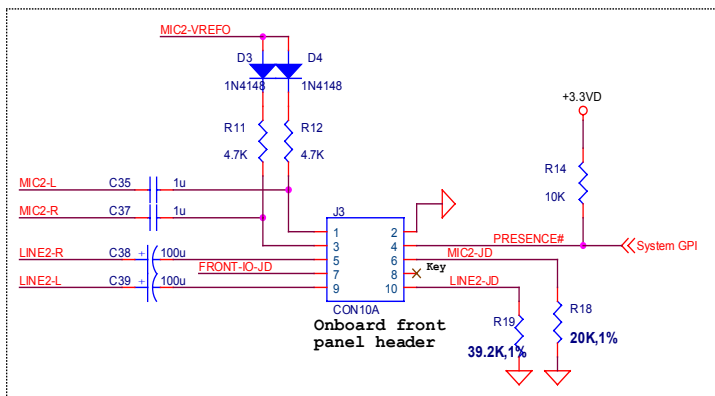 MIC2-VREFO
D3 D4
1N4148 1N4148
+3.3VD
R11 R12
4.7K 4.7K
R14
10K
MIC2-L C35 1u
MIC2-R C37 1u
J3
1 2
3 4
5 6
7 8
9 10
CON10A
PRESENCE#
System GPI
MIC2-JD
Key
LINE2-JD
LINE2-R C38 + 100u
FRONT-IO-JD
LINE2-L C39 + 100u
Onboard front
panel header
R19
39.2K,1%
R18
20K,1%